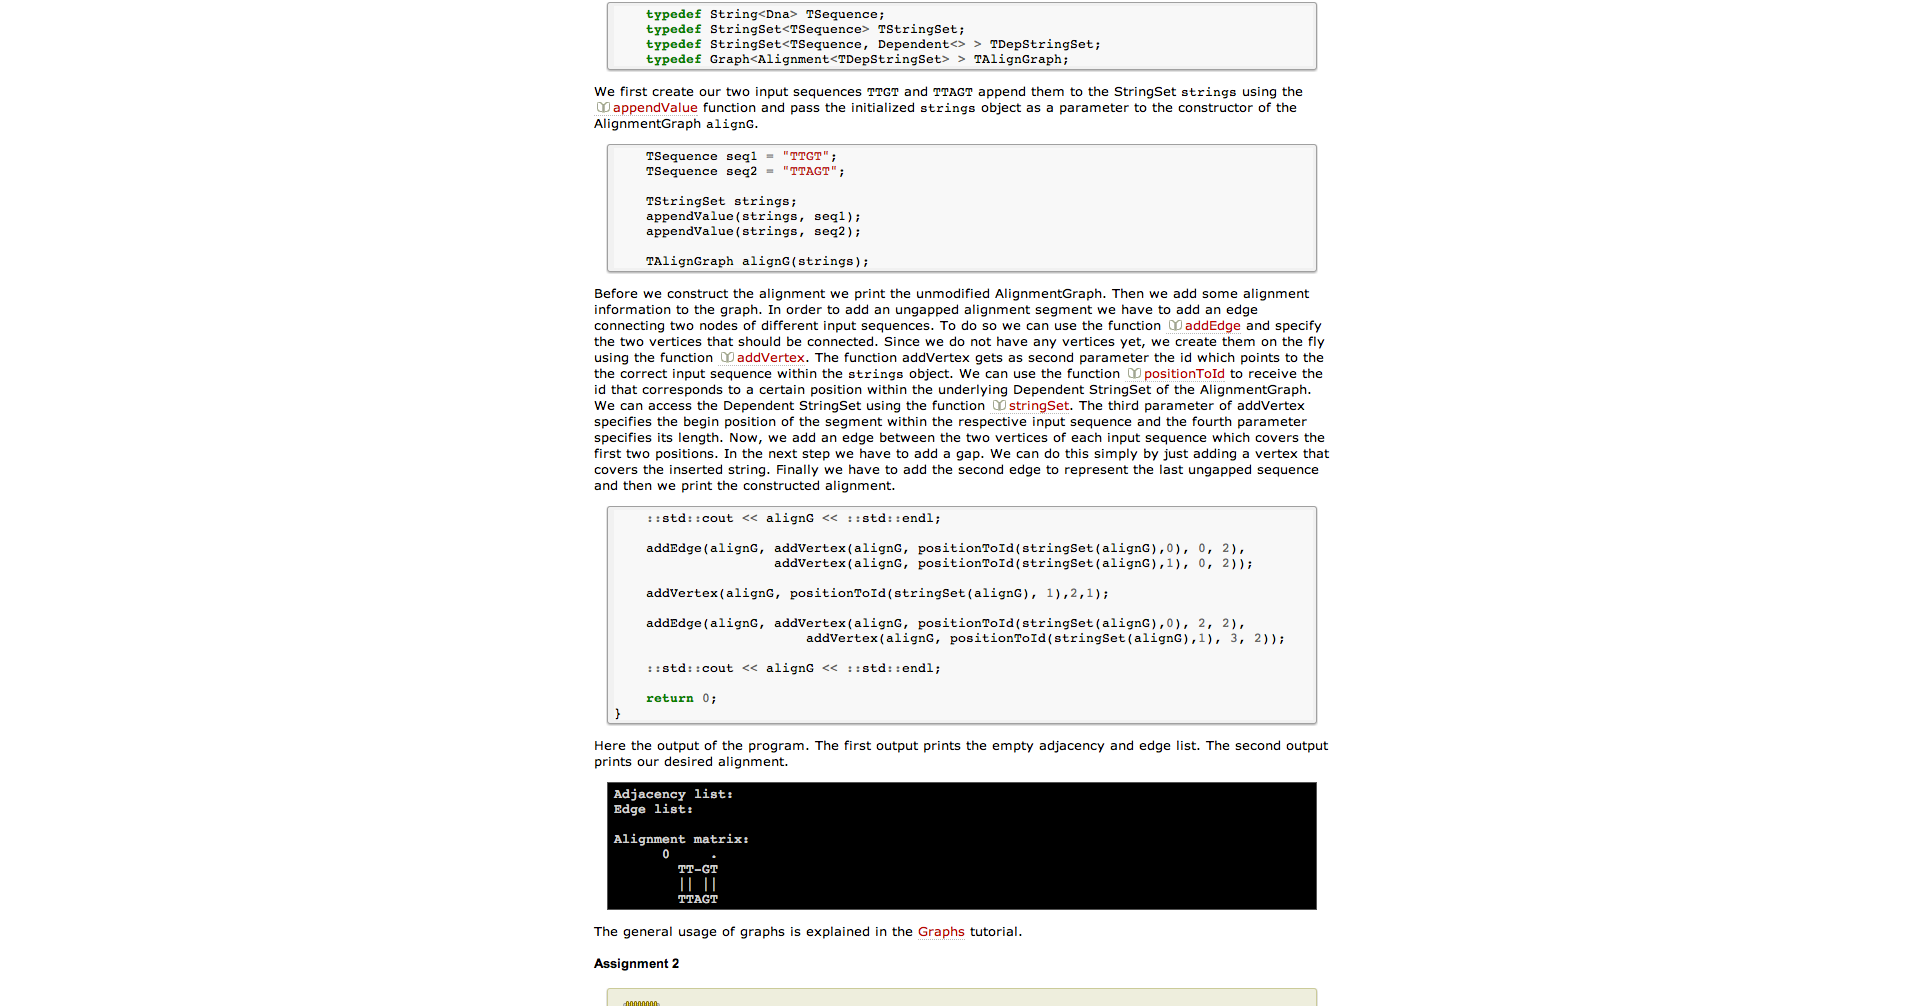 typedef String<Dna> TSequence;
typedef StringSet<TSequence> TStringSet;
typedef StringSet<TSequence, Dependent<> > TDepStringSet;
typedef Graph<Alignment<TDepStringSet> > TAlignGraph;
We first create our two input sequences TTGT and TTAGT append them to the StringSet strings using the
appendValue function and pass the initialized strings object as a parameter to the constructor of the
AlignmentGraph alignG.
TSequence seq1 = "TTGT";
TSequence seq2 = "TTAGT";
TStringSet strings;
appendValue(strings, seq1);
appendValue(strings, seq2);
TAlignGraph alignG(strings);
Before we construct the alignment we print the unmodified AlignmentGraph. Then we add some alignment
information to the graph. In order to add an ungapped alignment segment we have to add an edge
connecting two nodes of different input sequences. To do so we can use the function addEdge and specify
the two vertices that should be connected. Since we do not have any vertices yet, we create them on the fly
using the function addVertex. The function addVertex gets as second parameter the id which points to the
the correct input sequence within the strings object. We can use the function positionToId to receive the
id that corresponds to a certain position within the underlying Dependent StringSet of the AlignmentGraph.
We can access the Dependent StringSet using the function stringSet. The third parameter of addVertex
specifies the begin position of the segment within the respective input sequence and the fourth parameter
specifies its length. Now, we add an edge between the two vertices of each input sequence which covers the
first two positions. In the next step we have to add a gap. We can do this simply by just adding a vertex that
covers the inserted string. Finally we have to add the second edge to represent the last ungapped sequence
and then we print the constructed alignment.
::std::cout << alignG << ::std::endl;
addEdge(alignG, addVertex(alignG, positionToId(stringSet(alignG),0), 0, 2),
addVertex(alignG, positionToId(stringSet(alignG),1), 0, 2));
addVertex(alignG, positionToId(stringSet(alignG), 1),2,1);
addEdge(alignG, addVertex(alignG, positionToId(stringSet(alignG),0), 2, 2),
addVertex(alignG, positionToId(stringSet(alignG),1), 3, 2));
::std::cout << alignG << ::std::endl;
return 0;
}
Here the output of the program. The first output prints the empty adjacency and edge list. The second output
prints our desired alignment.
Adjacency list:
Edge list:
Alignment matrix:
0     .
TT-GT
|| ||
TTAGT
The general usage of graphs is explained in the Graphs tutorial.
Assignment 2